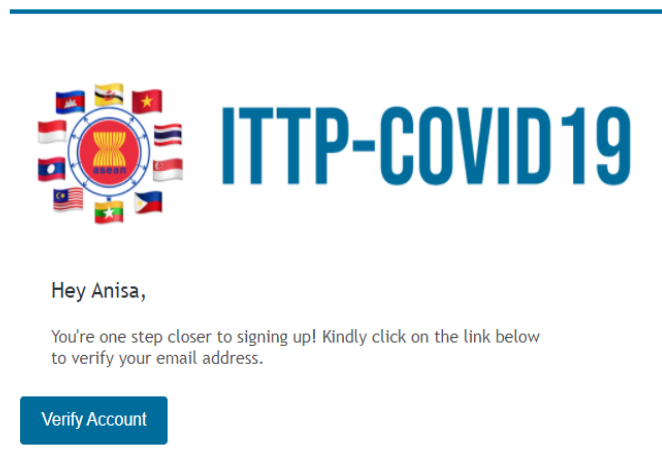 asean
ITTP-COVID19
Hey Anisa,
You're one step closer to signing up! Kindly click on the link below
to verify your email address.
Verify Account